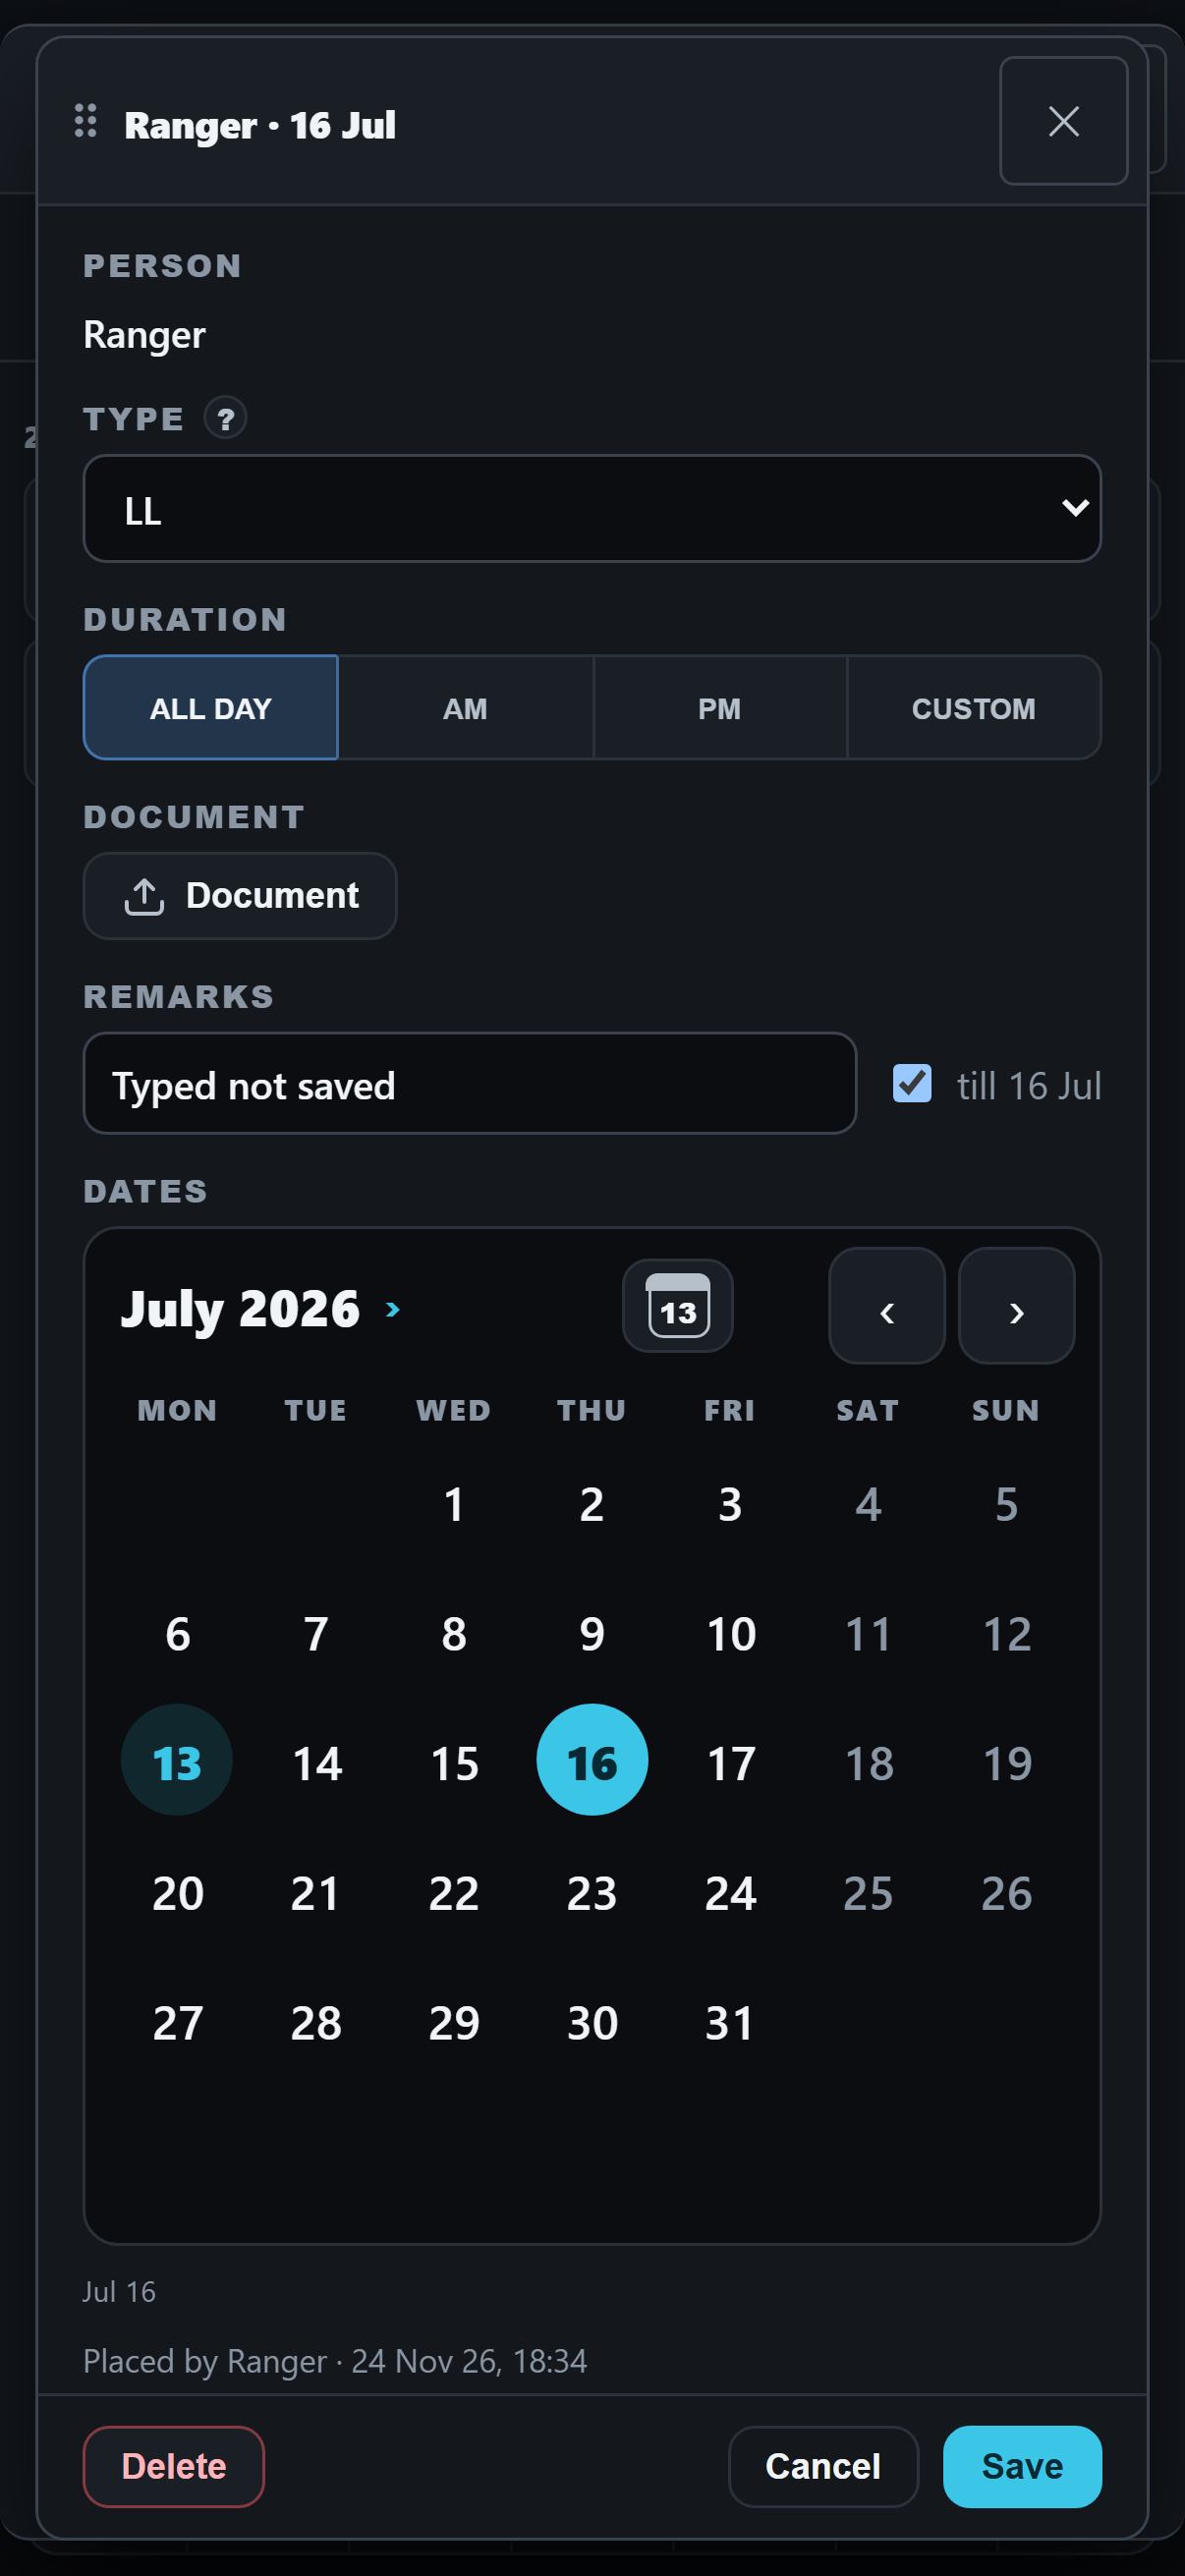 Ranger · 16 Jul
PERSON
Ranger
TYPE ?
LL
DURATION
ALL DAY AM PM CUSTOM
DOCUMENT
Document
REMARKS
Typed not saved till 16 Jul
DATES
July 2026 › 13 ‹ ›
MON TUE WED THU FRI SAT SUN
1 2 3 4 5
6 7 8 9 10 11 12
13 14 15 16 17 18 19
20 21 22 23 24 25 26
27 28 29 30 31
Jul 16
Placed by Ranger · 24 Nov 26, 18:34
Delete Cancel Save